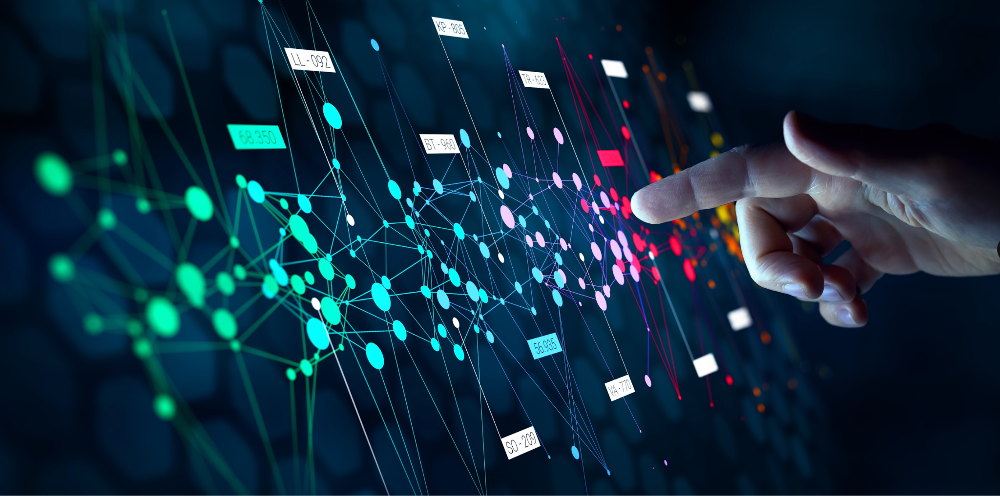 KP - 805
LL - 092
TR - 633
68.350
BT - 960
56.935
VA - 770
SO - 209